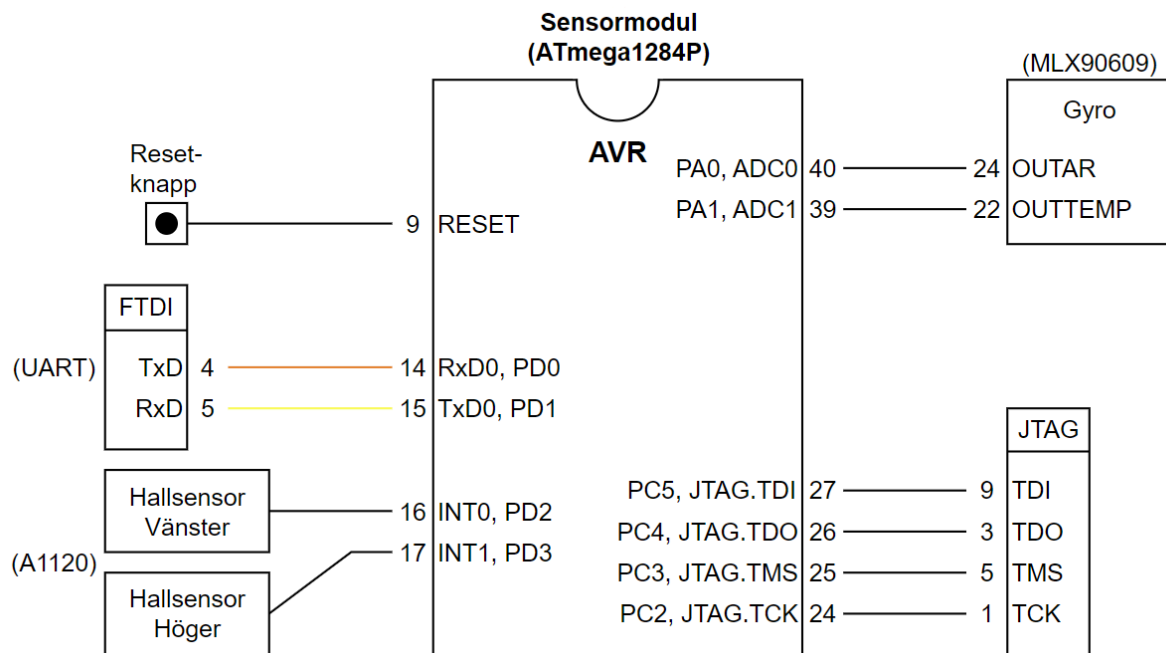 Sensormodul
(ATmega1284P)
(MLX90609)
Gyro
AVR
Reset-
knapp
PA0, ADC0 40 24 OUTAR
PA1, ADC1 39 22 OUTTEMP
9 RESET
FTDI
(UART) TxD 4 14 RxD0, PD0
RxD 5 15 TxD0, PD1
JTAG
Hallsensor
Vänster
16 INT0, PD2
17 INT1, PD3
(A1120)
Hallsensor
Höger
PC5, JTAG.TDI 27 9 TDI
PC4, JTAG.TDO 26 3 TDO
PC3, JTAG.TMS 25 5 TMS
PC2, JTAG.TCK 24 1 TCK